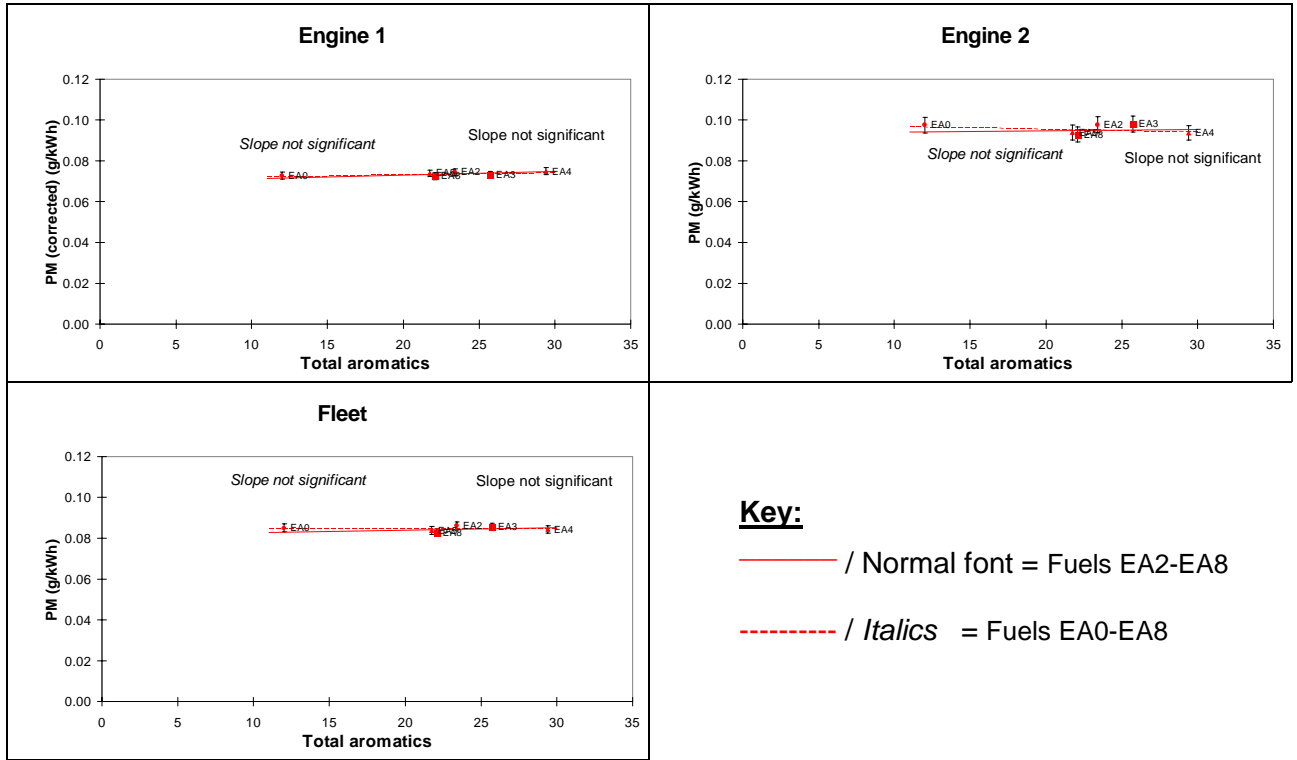 Engine 1
PM (corrected) (g/kWh)
0.12
0.10
0.08
0.06
0.04
0.02
0.00
Slope not significant
Slope not significant
EA0
EA8
EA2
EA3
EA4
0 5 10 15 20 25 30 35
Total aromatics
Engine 2
PM (g/kWh)
0.12
0.10
0.08
0.06
0.04
0.02
0.00
EA0
EA8
EA2
EA3
EA4
Slope not significant
Slope not significant
0 5 10 15 20 25 30 35
Total aromatics
Fleet
PM (g/kWh)
0.12
0.10
0.08
0.06
0.04
0.02
0.00
Slope not significant
Slope not significant
EA0
EA8
EA2
EA3
EA4
0 5 10 15 20 25 30 35
Total aromatics
Key:
/ Normal font = Fuels EA2-EA8
/ Italics = Fuels EA0-EA8